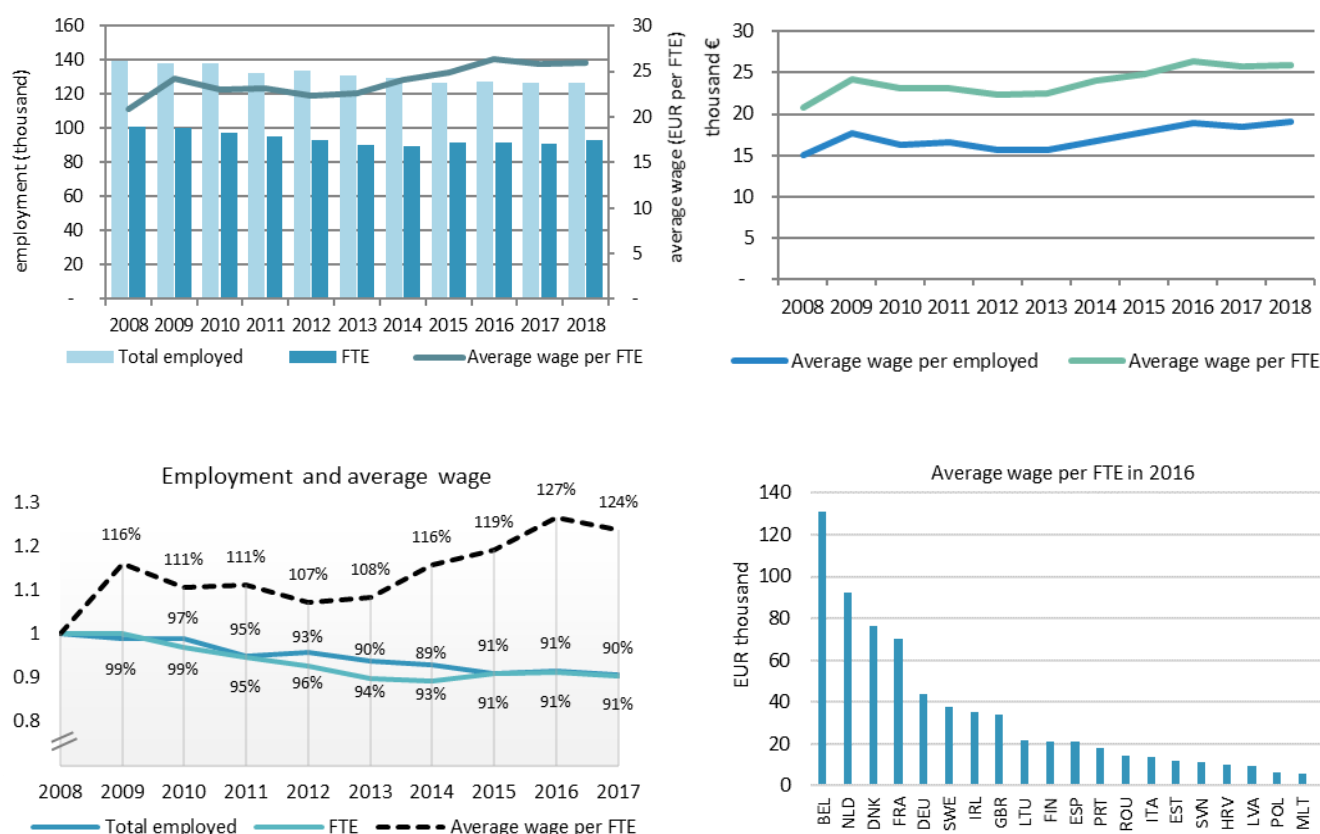 160
140
120
100
80
60
40
20
-
employment (thousand)
30
25
20
15
10
5
-
average wage (EUR per FTE)
2008 2009 2010 2011 2012 2013 2014 2015 2016 2017 2018
Total employed FTE Average wage per FTE
30
25
20
15
10
5
-
thousand €
2008 2009 2010 2011 2012 2013 2014 2015 2016 2017 2018
Average wage per employed Average wage per FTE
Employment and average wage
1.3
1.2
1.1
1
0.9
0.8
116% 111% 111% 107% 108% 116% 119% 127% 124%
97% 95% 93% 90% 89% 91% 91% 90%
99% 99% 95% 96% 94% 93% 91% 91% 91%
2008 2009 2010 2011 2012 2013 2014 2015 2016 2017
Total employed FTE Average wage per FTE
Average wage per FTE in 2016
140
120
100
80
60
40
20
0
EUR thousand
BEL NLD DNK FRA DEU SWE IRL GBR LTU FIN ESP PRT ROU ITA EST SVN HRV LVA POL MLT